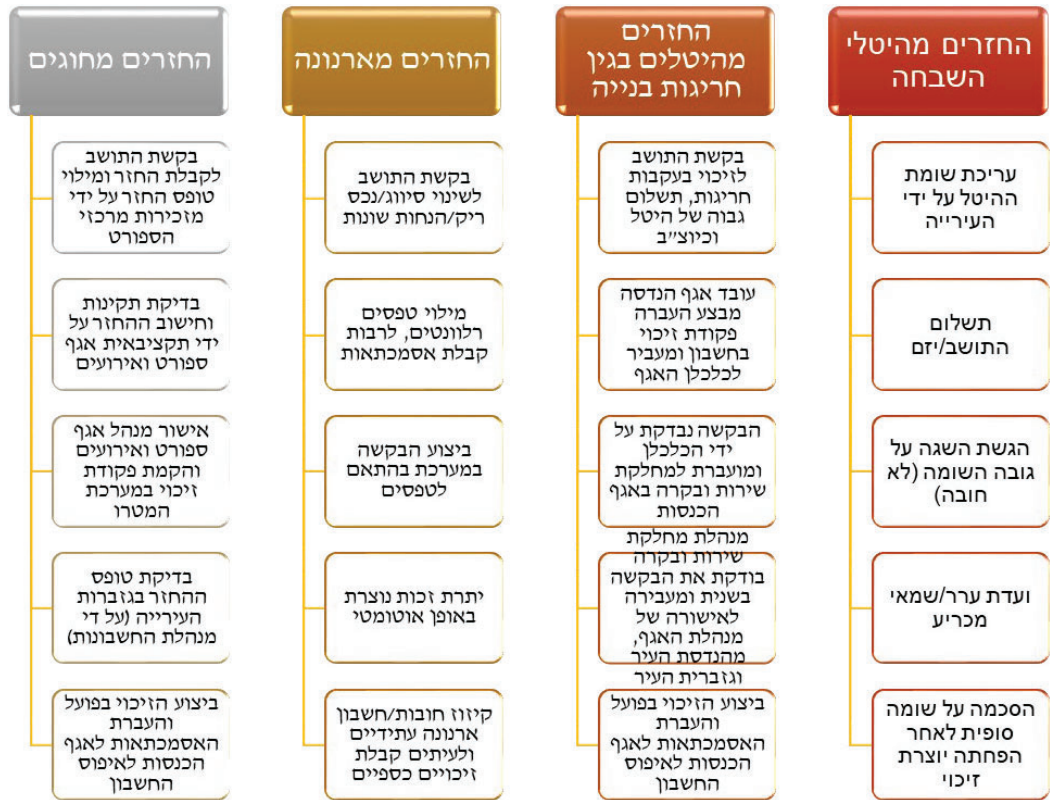 החזרים מהיטלי
השבחה
עריכת שומת
ההיטל על ידי
העירייה
תשלום
התושב/יזם
הגשת השגה על
גובה השומה (לא
חובה)
ועדת ערר/שמאי
מכריע
הסכמה על שומה
סופית לאחר
הפחתה יוצרת
זיכוי
החזרים
מהיטלים בגין
חריגות בנייה
בקשת התושב
לזיכוי בעקבות
חריגות, תשלום
גבוה של היטל
וכיוצ״ב
עובד אגף הנדסה
מבצע העברה
פקודת זיכוי
בחשבון ומעביר
לכלכלן האגף
הבקשה נבדקת על
ידי הכלכלן
ומועברת למחלקת
שירות ובקרה באגף
הכנסות
מנהלת מחלקת
שירות ובקרה
בודקת את הבקשה
בשנית ומעבירה
לאישורה של
מנהלת האגף,
מהנדסת העיר
וגזברית העיר
ביצוע הזיכוי בפועל
והעברת
האסמכתאות לאגף
הכנסות לאיפוס
החשבון
החזרים מארנונה
בקשת התושב
לשינוי סיווג/נכס
ריק/הנחות שונות
מילוי טפסים
רלוונטים, לרבות
קבלת אסמכתאות
ביצוע הבקשה
במערכת בהתאם
לטפסים
יתרת זכות נוצרת
באופן אוטומטי
קיזוז חובות/חשבון
ארנונה עתידיים
ולעיתים קבלת
זיכויים כספיים
החזרים מחוגים
בקשת התושב
לקבלת החזר ומילוי
טופס החזר על ידי
מזכירות מרכזי
הספורט
בדיקת תקינות
וחישוב ההחזר על
ידי תקציבאית אגף
ספורט ואירועים
אישור מנהל אגף
ספורט ואירועים
והקמת פקודת
זיכוי במערכת
המטרו
בדיקת טופס
ההחזר בגזברות
העירייה (על די
מנהלת החשבונות)
ביצוע הזיכוי בפועל
והעברת
האסמכתאות לאגף
הכנסות לאיפוס
החשבון